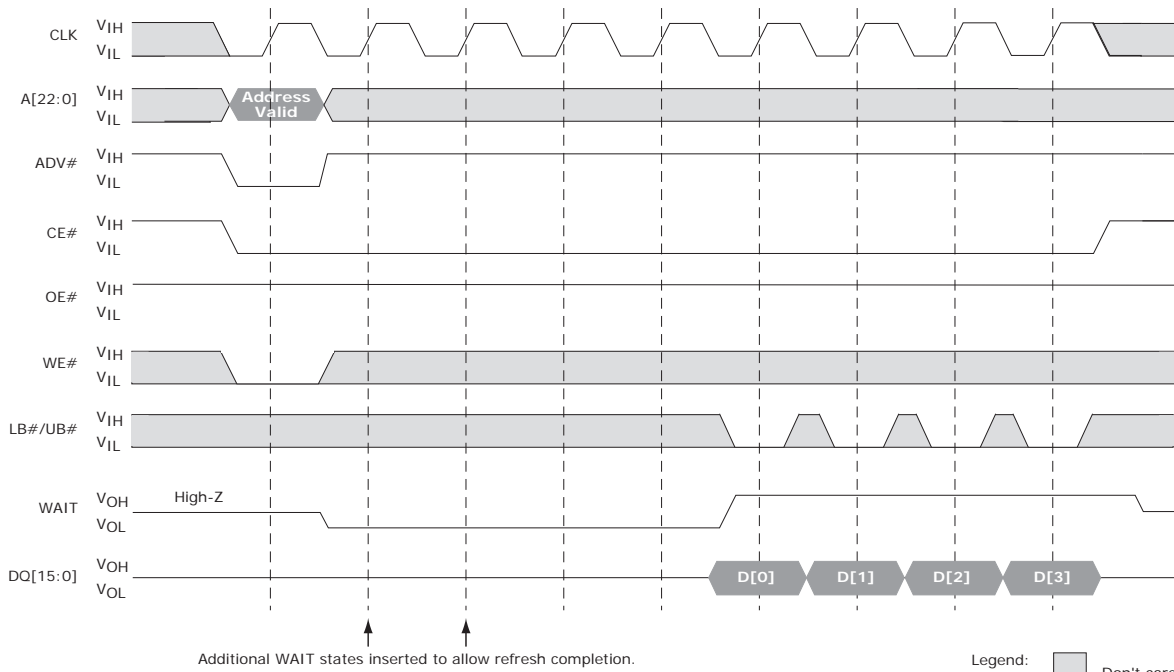 CLK VIH
VIL
A[22:0] VIH
VIL
Address
Valid
ADV# VIH
VIL
CE# VIH
VIL
OE# VIH
VIL
WE# VIH
VIL
LB#/UB# VIH
VIL
WAIT VOH
VOL
High-Z
DQ[15:0] VOH
VOL
D[0] D[1] D[2] D[3]
Additional WAIT states inserted to allow refresh completion.
Legend: